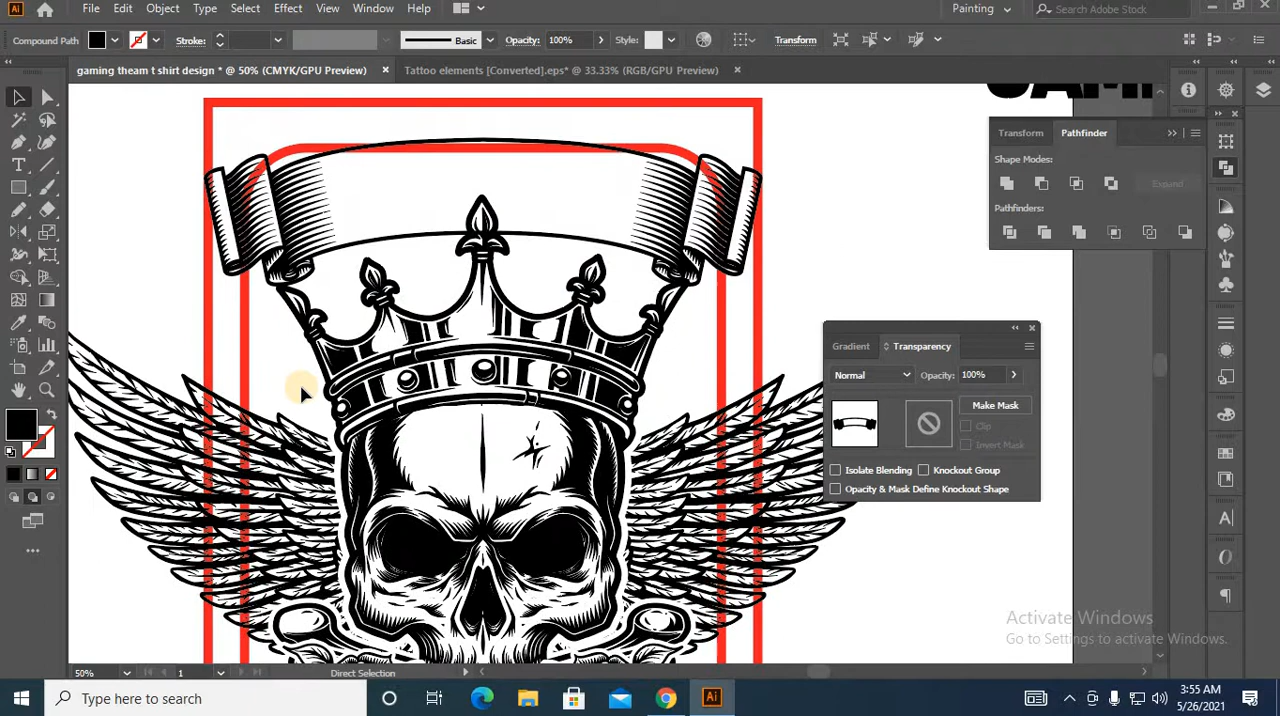 Ai File Edit Object Type Select Effect View Window Help Painting Search Adobe Stock
Compound Path Stroke: Basic Opacity: 100% Style: Transform
gaming theam t shirt design * @ 50% (CMYK/GPU Preview) × Tattoo elements [Converted].eps* @ 33.33% (RGB/GPU Preview) ×
Transform Pathfinder
Shape Modes:
Expand
Pathfinders:
Gradient Transparency
Normal Opacity: 100%
Make Mask
Clip
Invert Mask
Isolate Blending Knockout Group
Opacity & Mask Define Knockout Shape
Activate Windows
Go to Settings to activate Windows.
50% 1 Direct Selection
Type here to search
Ai
3:55 AM
5/26/2021